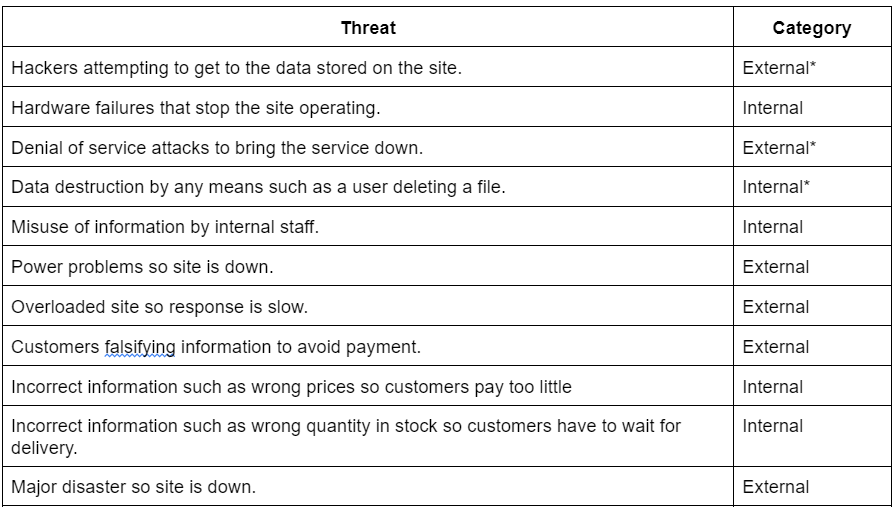 Threat Category
Hackers attempting to get to the data stored on the site. External*
Hardware failures that stop the site operating. Internal
Denial of service attacks to bring the service down. External*
Data destruction by any means such as a user deleting a file. Internal*
Misuse of information by internal staff. Internal
Power problems so site is down. External
Overloaded site so response is slow. External
Customers falsifying information to avoid payment. External
Incorrect information such as wrong prices so customers pay too little Internal
Incorrect information such as wrong quantity in stock so customers have to wait for Internal
delivery.
Major disaster so site is down. External